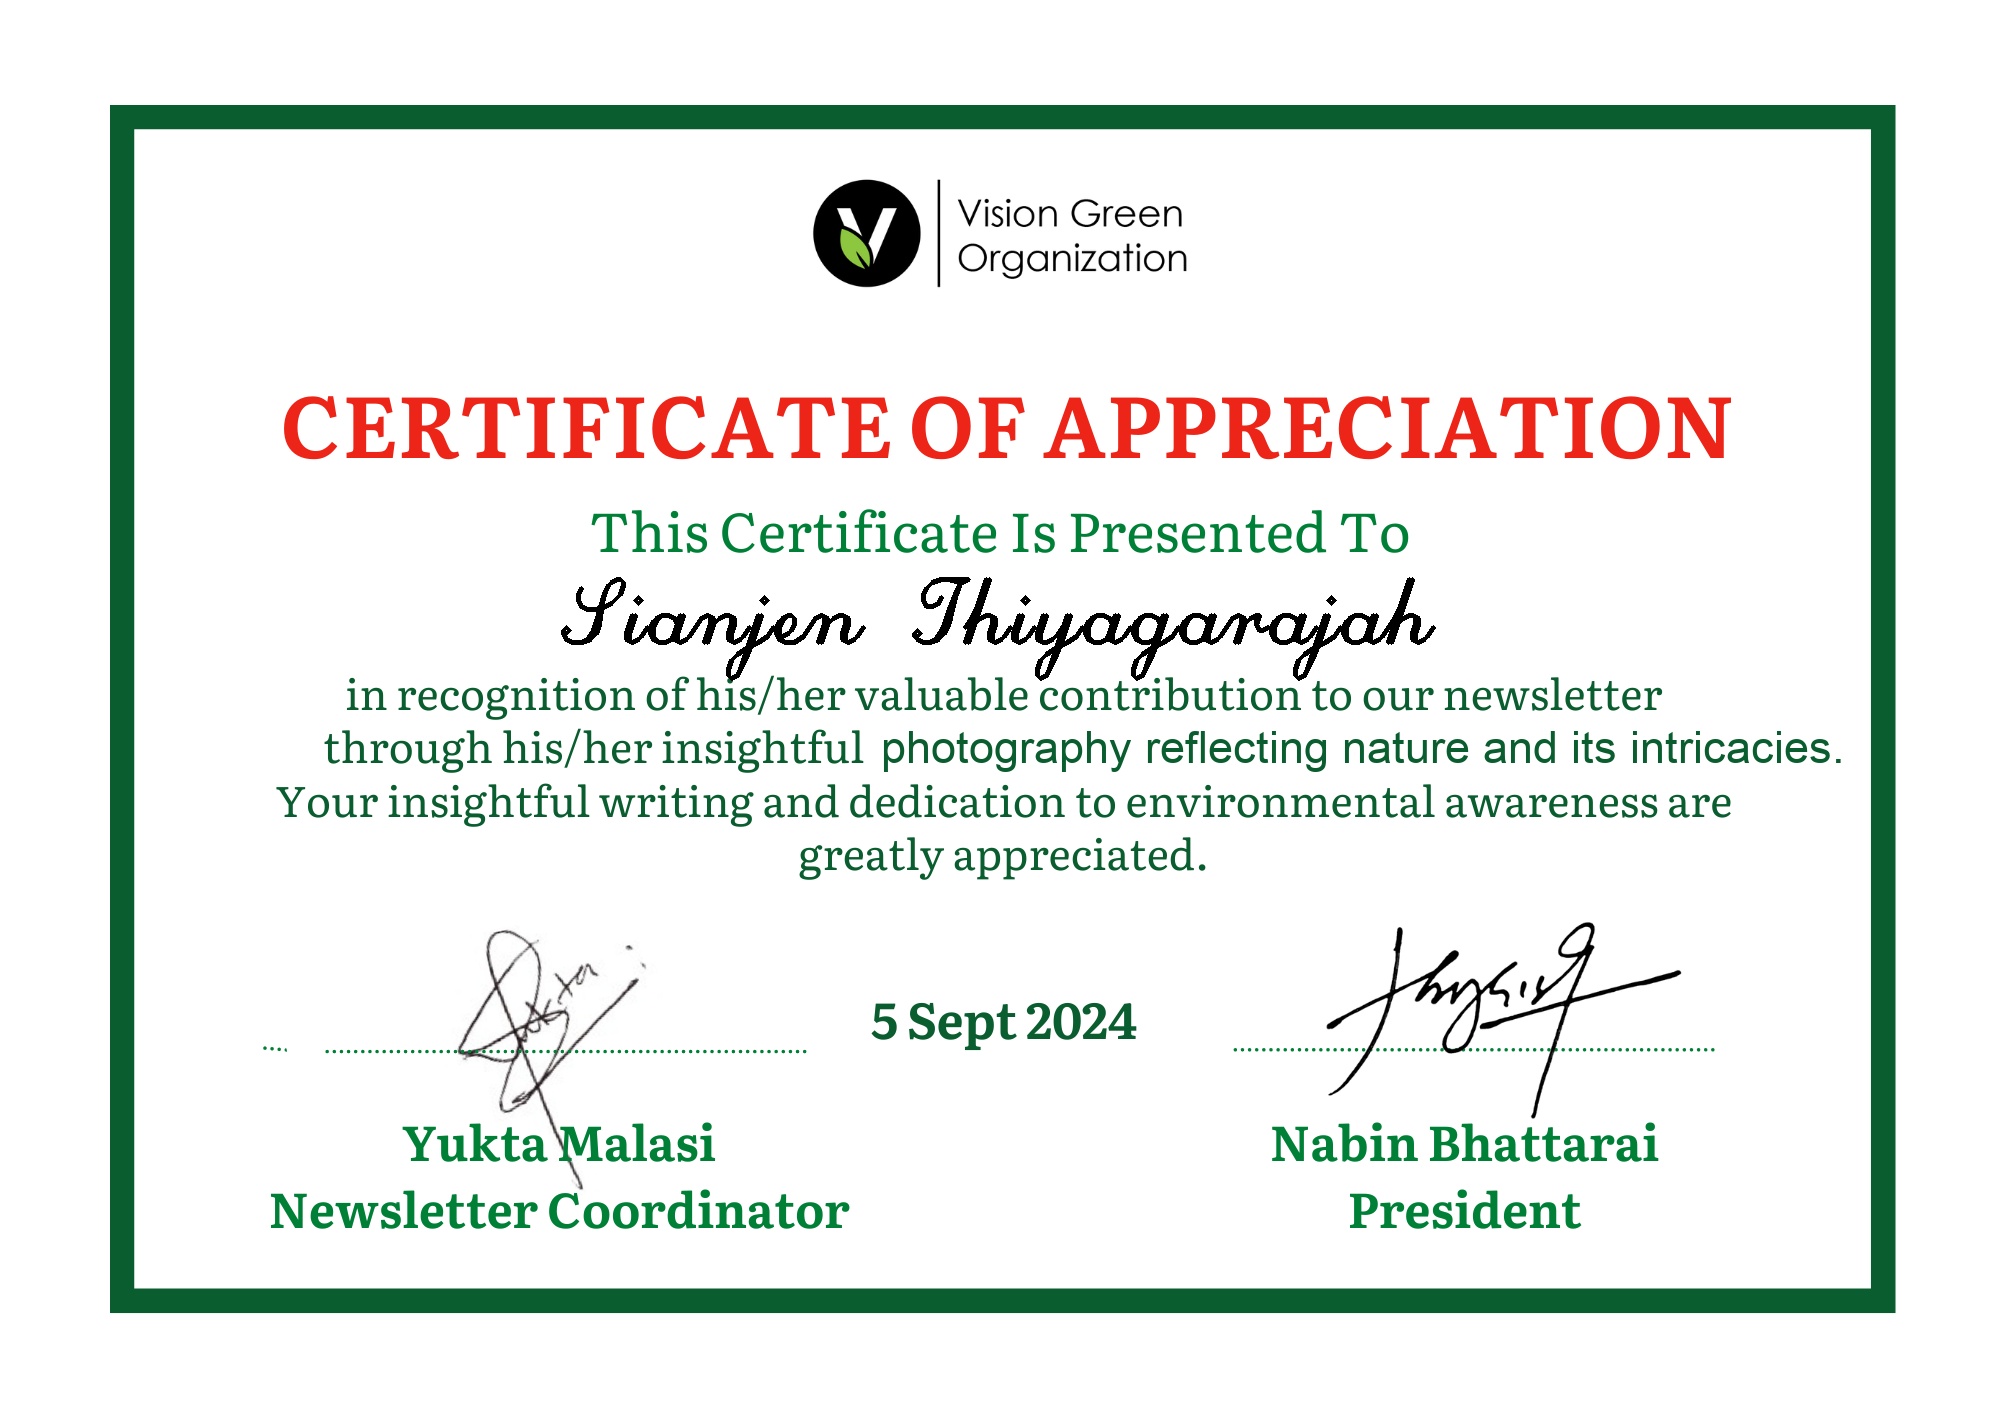 Vision Green
Organization
CERTIFICATE OF APPRECIATION
This Certificate Is Presented To
Sianjen Thiyagarajah
in recognition of his/her valuable contribution to our newsletter
through his/her insightful photography reflecting nature and its intricacies.
Your insightful writing and dedication to environmental awareness are
greatly appreciated.
5 Sept 2024
Yukta Malasi
Newsletter Coordinator
Nabin Bhattarai
President